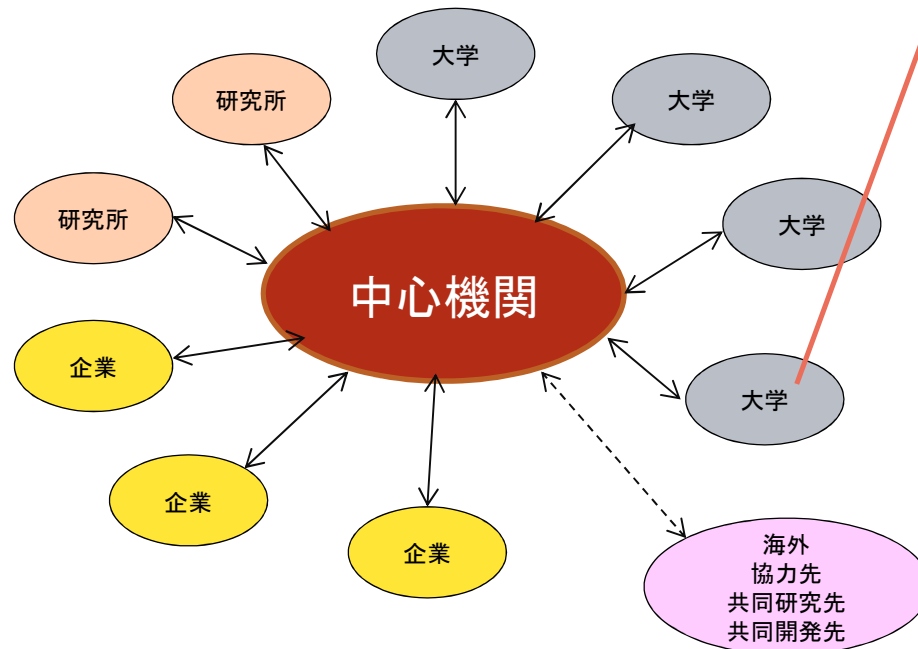 大学
研究所
大学
研究所
大学
中心機関
企業
大学
企業
企業
海外
協力先
共同研究先
共同開発先